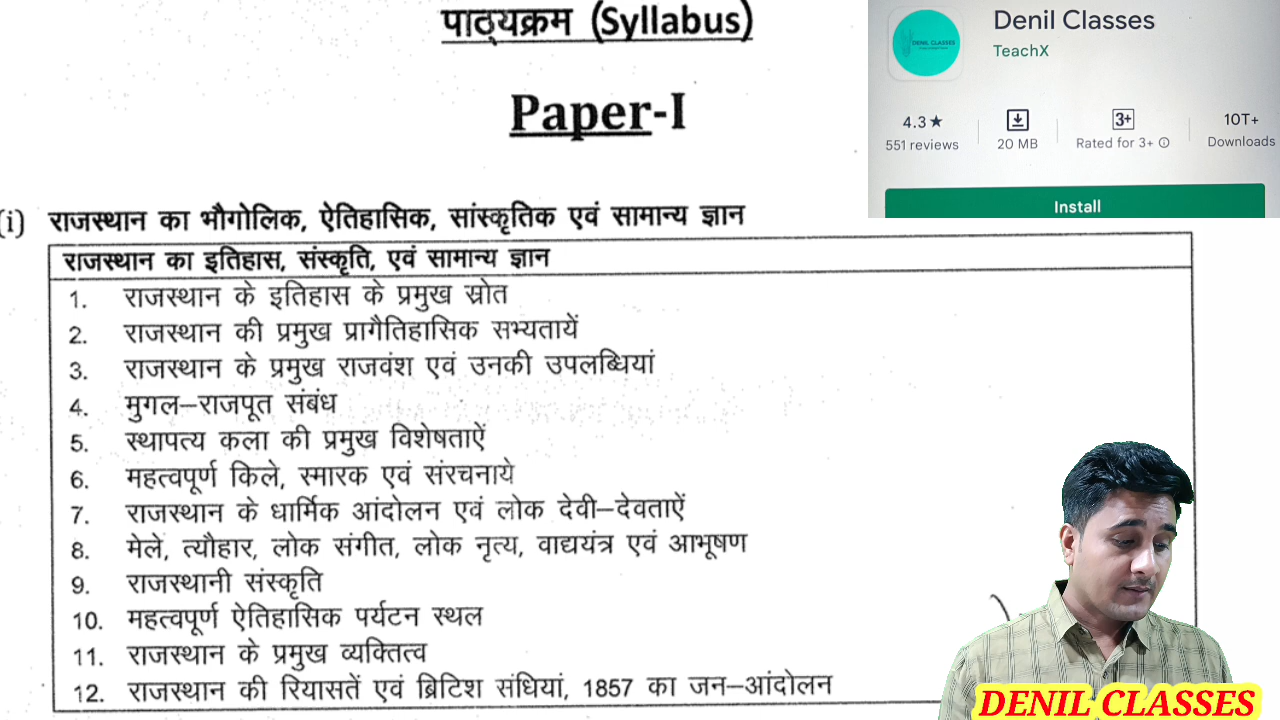 पाठ्यक्रम (Syllabus)
Paper-I
(i) राजस्थान का भौगोलिक, ऐतिहासिक, सांस्कृतिक एवं सामान्य ज्ञान
राजस्थान का इतिहास, संस्कृति, एवं सामान्य ज्ञान
1. राजस्थान के इतिहास के प्रमुख स्रोत
2. राजस्थान की प्रमुख प्रागैतिहासिक सभ्यतायें
3. राजस्थान के प्रमुख राजवंश एवं उनकी उपलब्धियां
4. मुगल–राजपूत संबंध
5. स्थापत्य कला की प्रमुख विशेषताऐं
6. महत्वपूर्ण किले, स्मारक एवं संरचनाये
7. राजस्थान के धार्मिक आंदोलन एवं लोक देवी–देवताऐं
8. मेले, त्यौहार, लोक संगीत, लोक नृत्य, वाद्ययंत्र एवं आभूषण
9. राजस्थानी संस्कृति
10. महत्वपूर्ण ऐतिहासिक पर्यटन स्थल
11. राजस्थान के प्रमुख व्यक्तित्व
12. राजस्थान की रियासतें एवं ब्रिटिश संधियां, 1857 का जन–आंदोलन
DENIL CLASSES
Denil Classes
TeachX
4.3★ 3+ 10T+
551 reviews 20 MB Rated for 3+ Downloads
Install
DENIL CLASSES